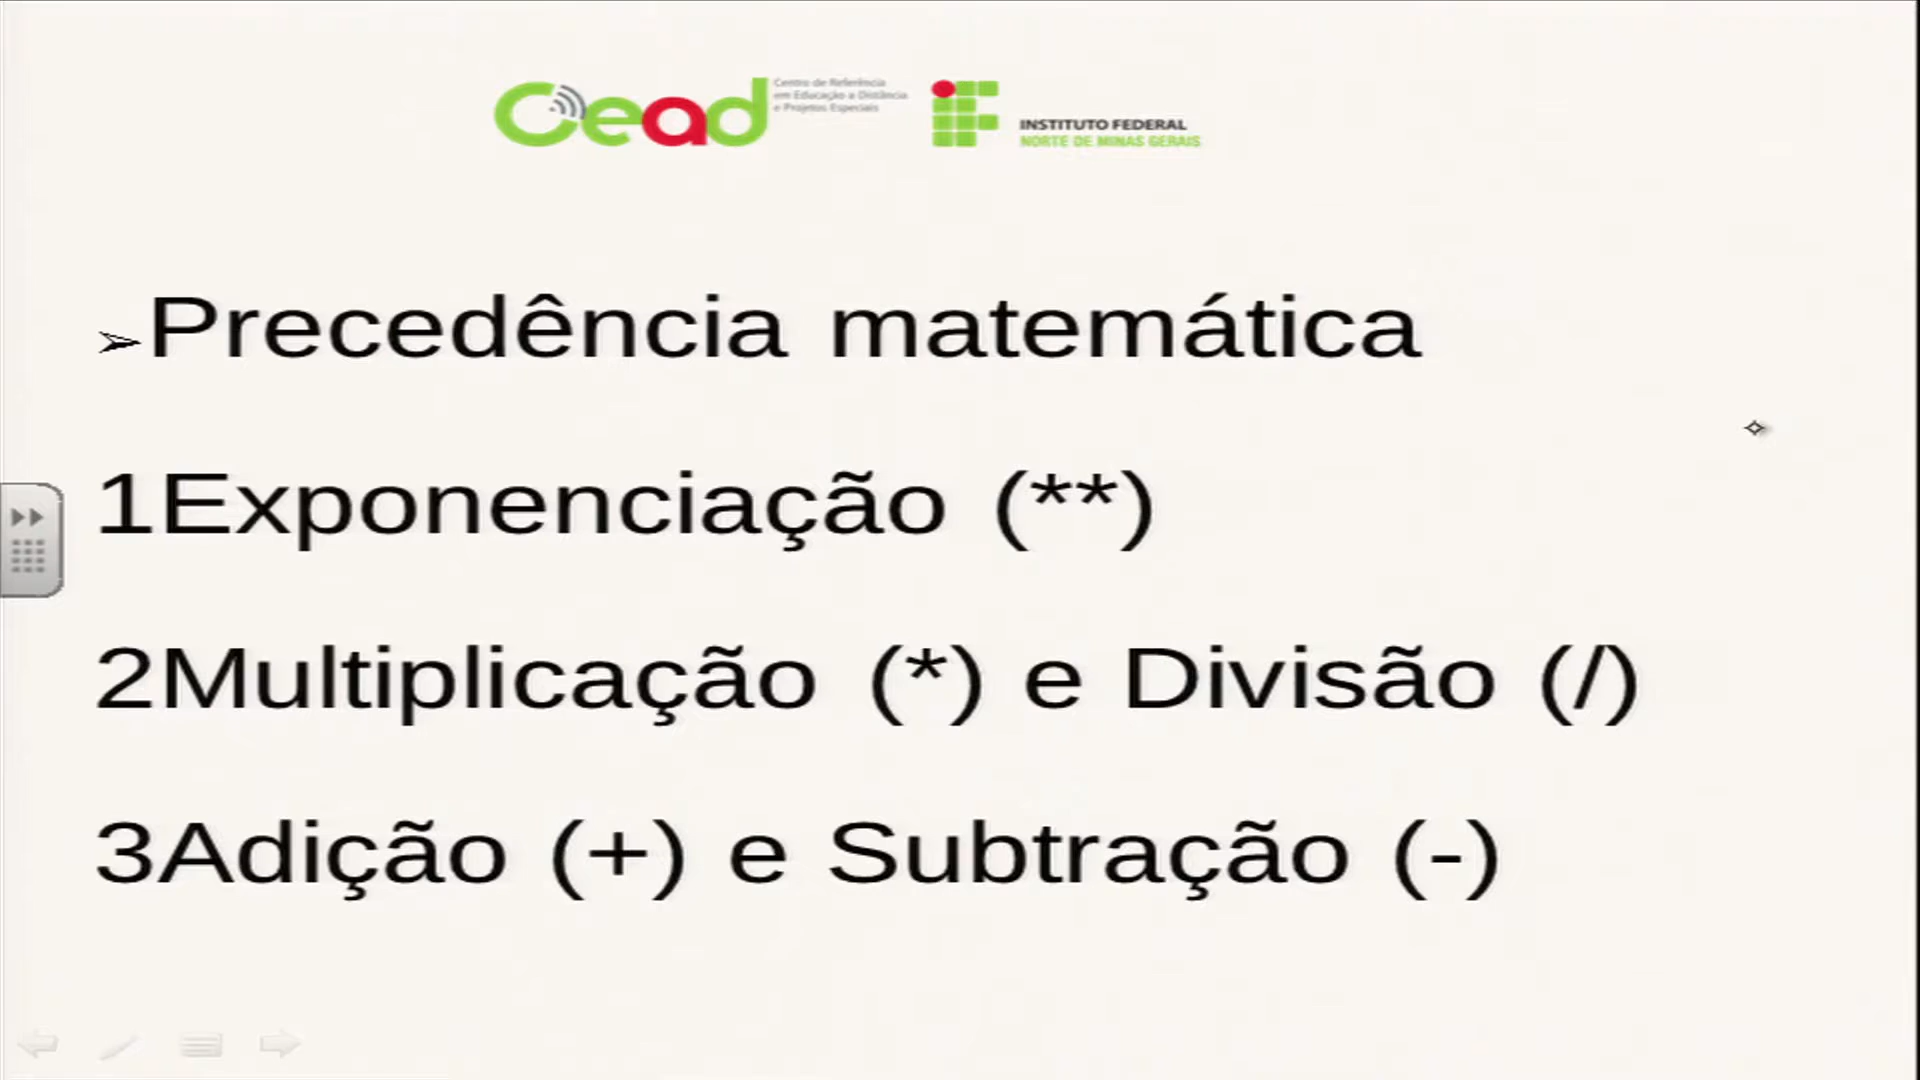 Cead
Centro de Referência
em Educação a Distância
e Projetos Especiais
INSTITUTO FEDERAL
NORTE DE MINAS GERAIS
➢Precedência matemática
1Exponenciação (**)
2Multiplicação (*) e Divisão (/)
3Adição (+) e Subtração (-)